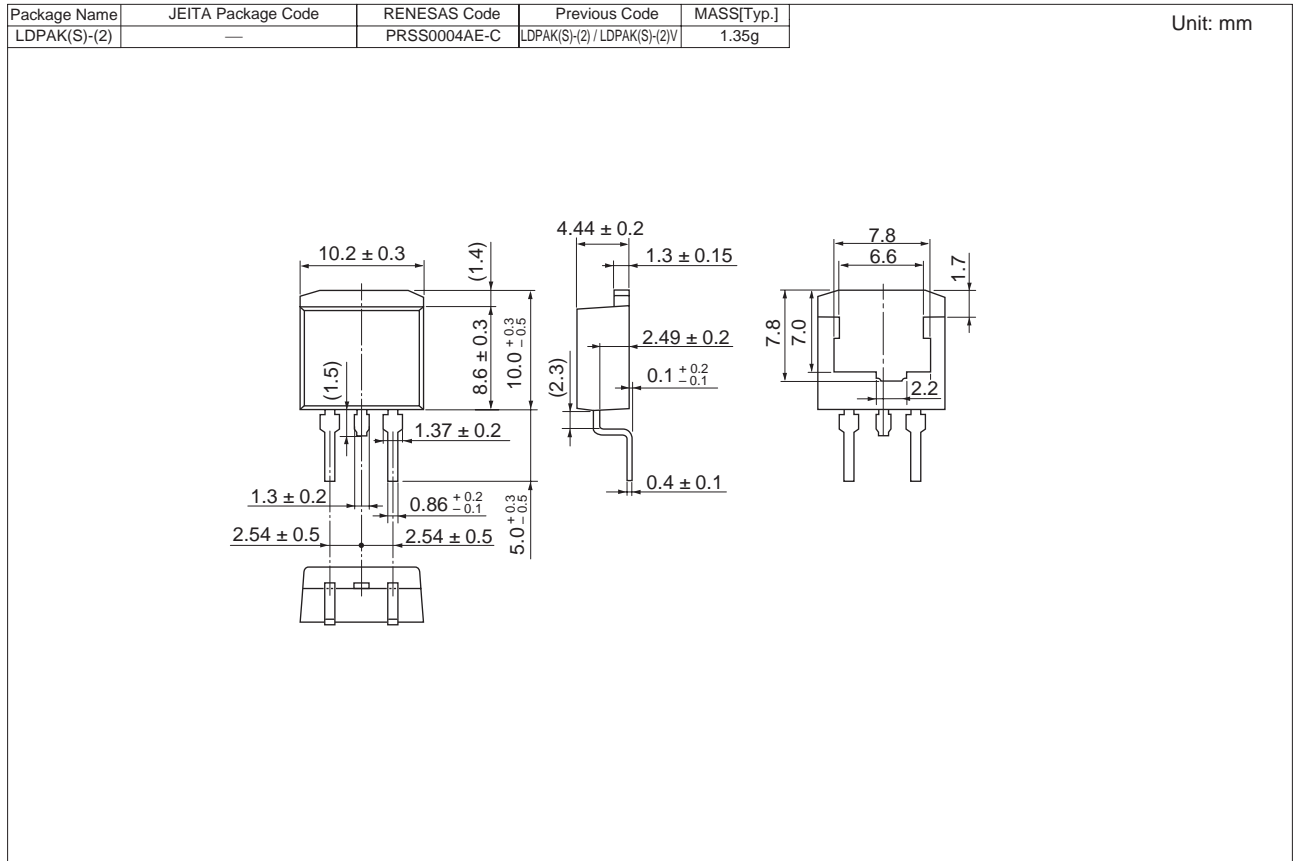 Package Name JEITA Package Code RENESAS Code Previous Code MASS[Typ.]
LDPAK(S)-(2) — PRSS0004AE-C LDPAK(S)-(2) / LDPAK(S)-(2)V 1.35g
Unit: mm
10.2 ± 0.3
(1.4)
8.6 ± 0.3
10.0 + 0.3 − 0.5
(1.5)
1.37 ± 0.2
1.3 ± 0.2
0.86 + 0.2 − 0.1
2.54 ± 0.5
2.54 ± 0.5
5.0 + 0.3 − 0.5
4.44 ± 0.2
1.3 ± 0.15
2.49 ± 0.2
(2.3)
0.1 + 0.2 − 0.1
0.4 ± 0.1
7.8
6.6
1.7
7.8
7.0
2.2